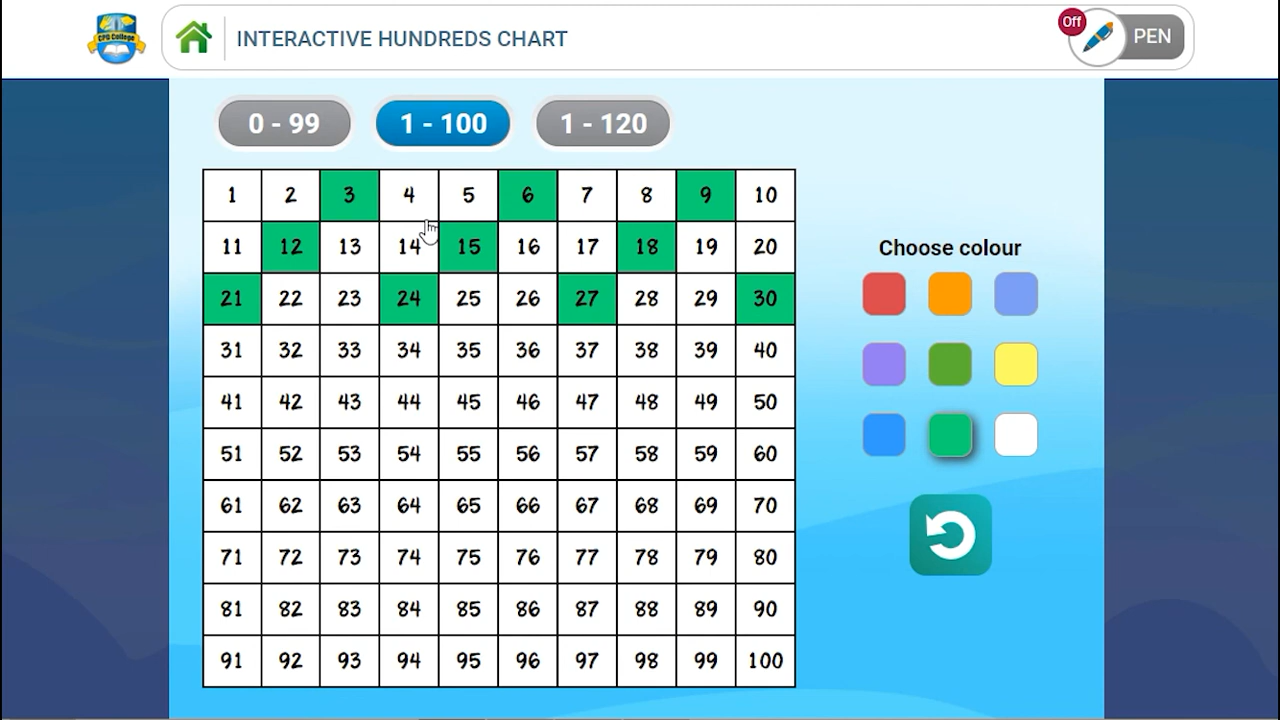 CPG College
INTERACTIVE HUNDREDS CHART
Off
PEN
0 - 99 1 - 100 1 - 120
1 2 3 4 5 6 7 8 9 10
11 12 13 14 15 16 17 18 19 20
21 22 23 24 25 26 27 28 29 30
31 32 33 34 35 36 37 38 39 40
41 42 43 44 45 46 47 48 49 50
51 52 53 54 55 56 57 58 59 60
61 62 63 64 65 66 67 68 69 70
71 72 73 74 75 76 77 78 79 80
81 82 83 84 85 86 87 88 89 90
91 92 93 94 95 96 97 98 99 100
Choose colour